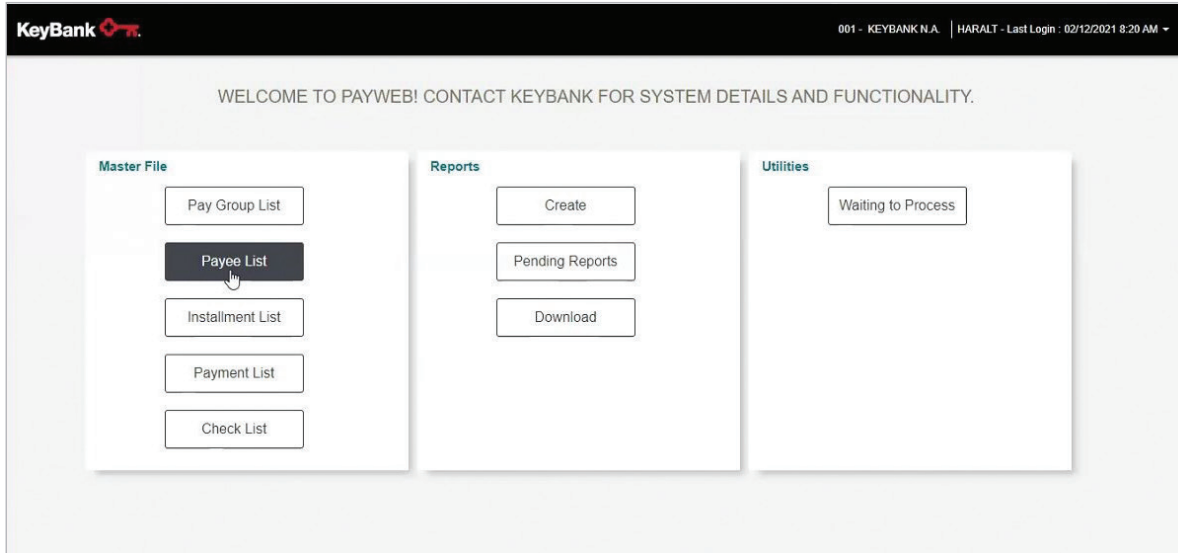 KeyBank
001 - KEYBANK N.A. HARALT - Last Login : 02/12/2021 8:20 AM
WELCOME TO PAYWEB! CONTACT KEYBANK FOR SYSTEM DETAILS AND FUNCTIONALITY.
Master File
Pay Group List
Payee List
Installment List
Payment List
Check List
Reports
Create
Pending Reports
Download
Utilities
Waiting to Process